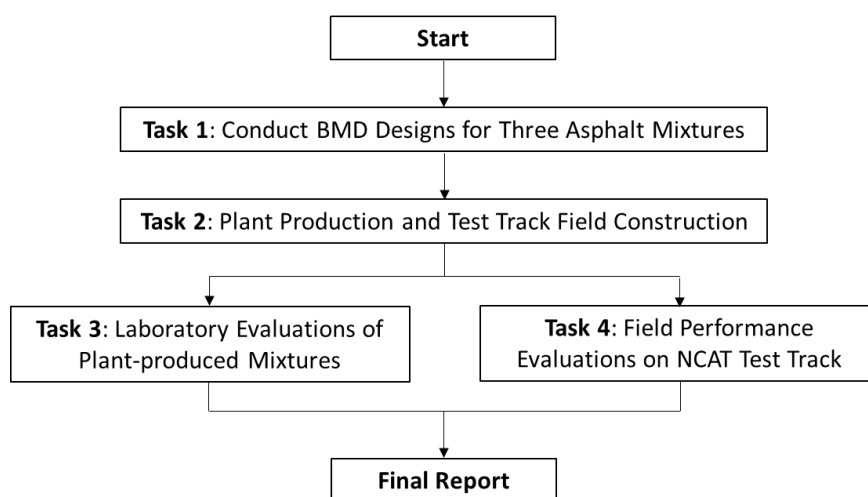 Start
Task 1: Conduct BMD Designs for Three Asphalt Mixtures
Task 2: Plant Production and Test Track Field Construction
Task 3: Laboratory Evaluations of
Plant-produced Mixtures
Task 4: Field Performance
Evaluations on NCAT Test Track
Final Report